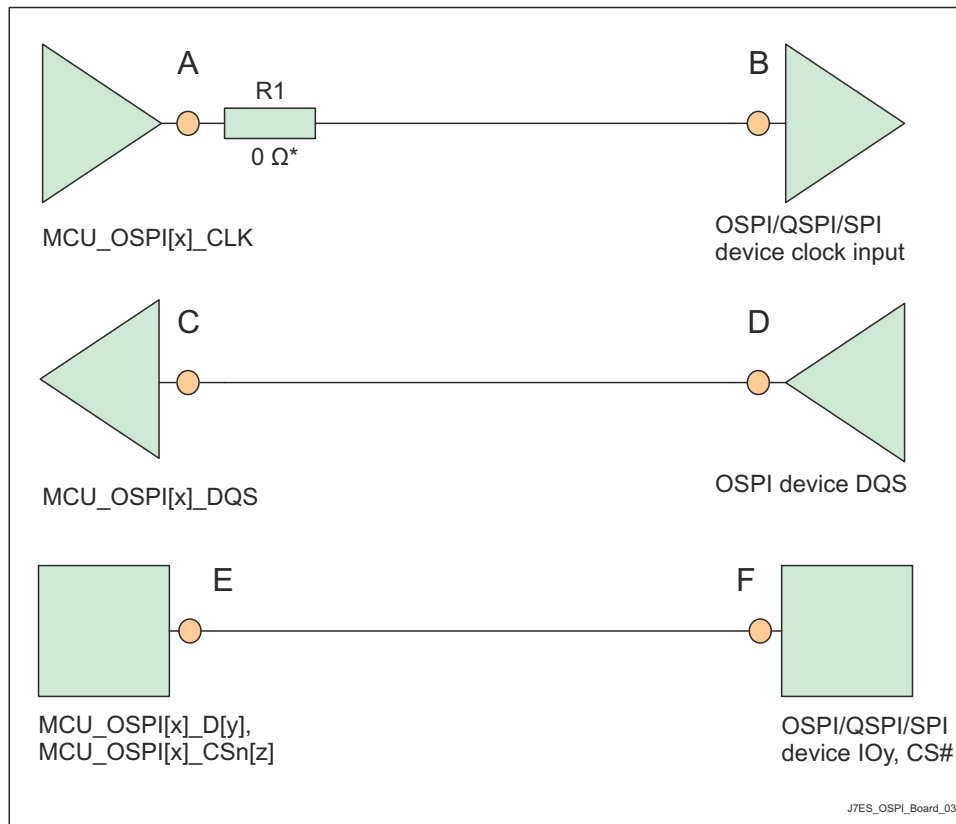 A
B
R1
0 Ω*
MCU_OSPI[x]_CLK
OSPI/QSPI/SPI
device clock input
C
D
MCU_OSPI[x]_DQS
OSPI device DQS
E
F
MCU_OSPI[x]_D[y],
MCU_OSPI[x]_CSn[z]
OSPI/QSPI/SPI
device IOy, CS#
J7ES_OSPI_Board_03